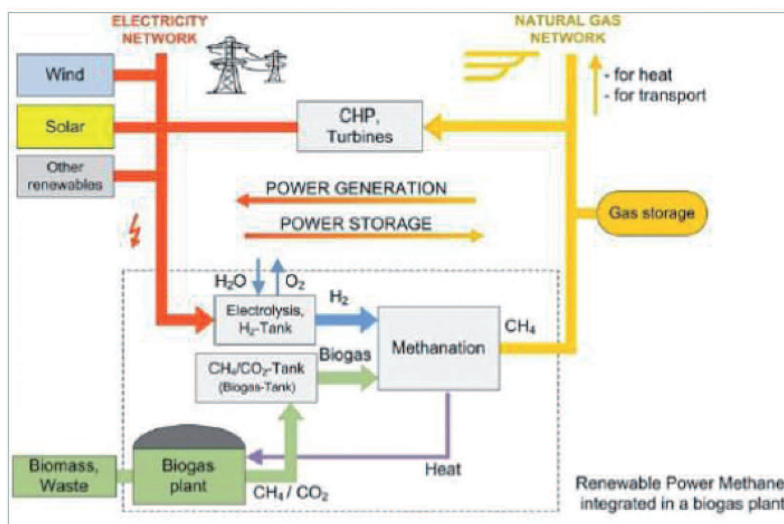 ELECTRICITY
NETWORK
NATURAL GAS
NETWORK
Wind
- for heat
- for transport
Solar
CHP,
Turbines
Other
renewables
POWER GENERATION
Gas storage
POWER STORAGE
H₂O
O₂
Electrolysis,
H₂-Tank
H₂
Methanation
CH₄
CH₄/CO₂-Tank
(Biogas-Tank)
Biogas
Biomass,
Waste
Biogas
plant
CH₄ / CO₂
Heat
Renewable Power Methane
integrated in a biogas plant